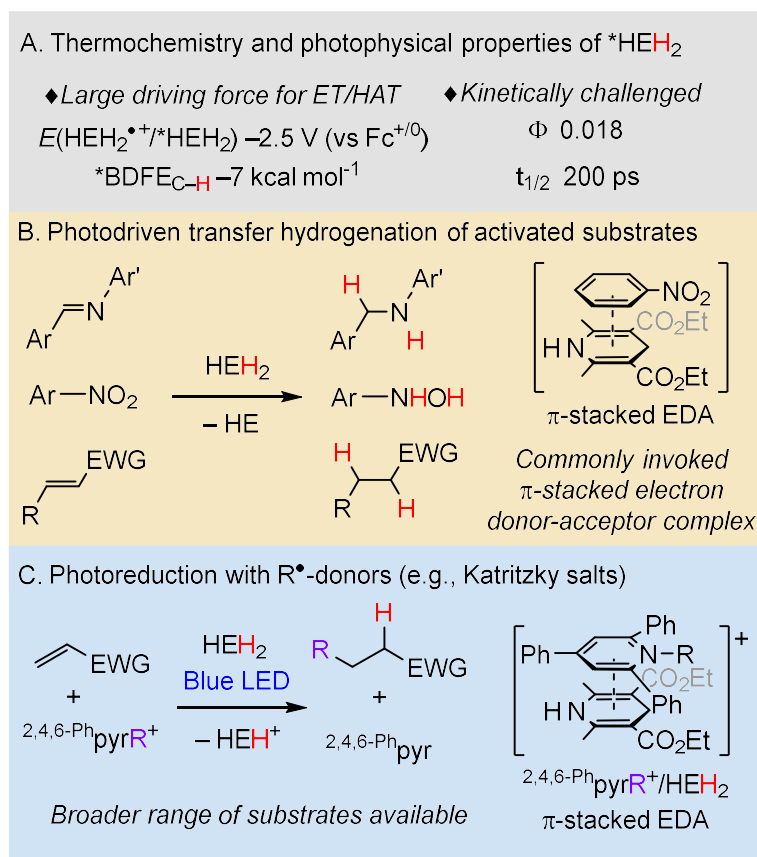 A. Thermochemistry and photophysical properties of *HEH₂
♦Large driving force for ET/HAT
♦Kinetically challenged
E(HEH₂•⁺/*HEH₂) –2.5 V (vs Fc⁺/⁰)
Φ 0.018
*BDFE_C–H –7 kcal mol⁻¹
t₁/₂ 200 ps
B. Photodriven transfer hydrogenation of activated substrates
Ar'
N
Ar
H
Ar'
N
Ar
H
NO₂
CO₂Et
HN
CO₂Et
Ar—NO₂
HEH₂
– HE
Ar—NHOH
π-stacked EDA
EWG
R
H
EWG
R
H
Commonly invoked
π-stacked electron
donor-acceptor complex
C. Photoreduction with R•-donors (e.g., Katritzky salts)
EWG
+
2,4,6-PhpyrR⁺
HEH₂
Blue LED
– HEH⁺
H
R
EWG
+
2,4,6-Phpyr
Ph
Ph
N–R
CO₂Et
Ph
HN
CO₂Et
+
2,4,6-PhpyrR⁺/HEH₂
π-stacked EDA
Broader range of substrates available